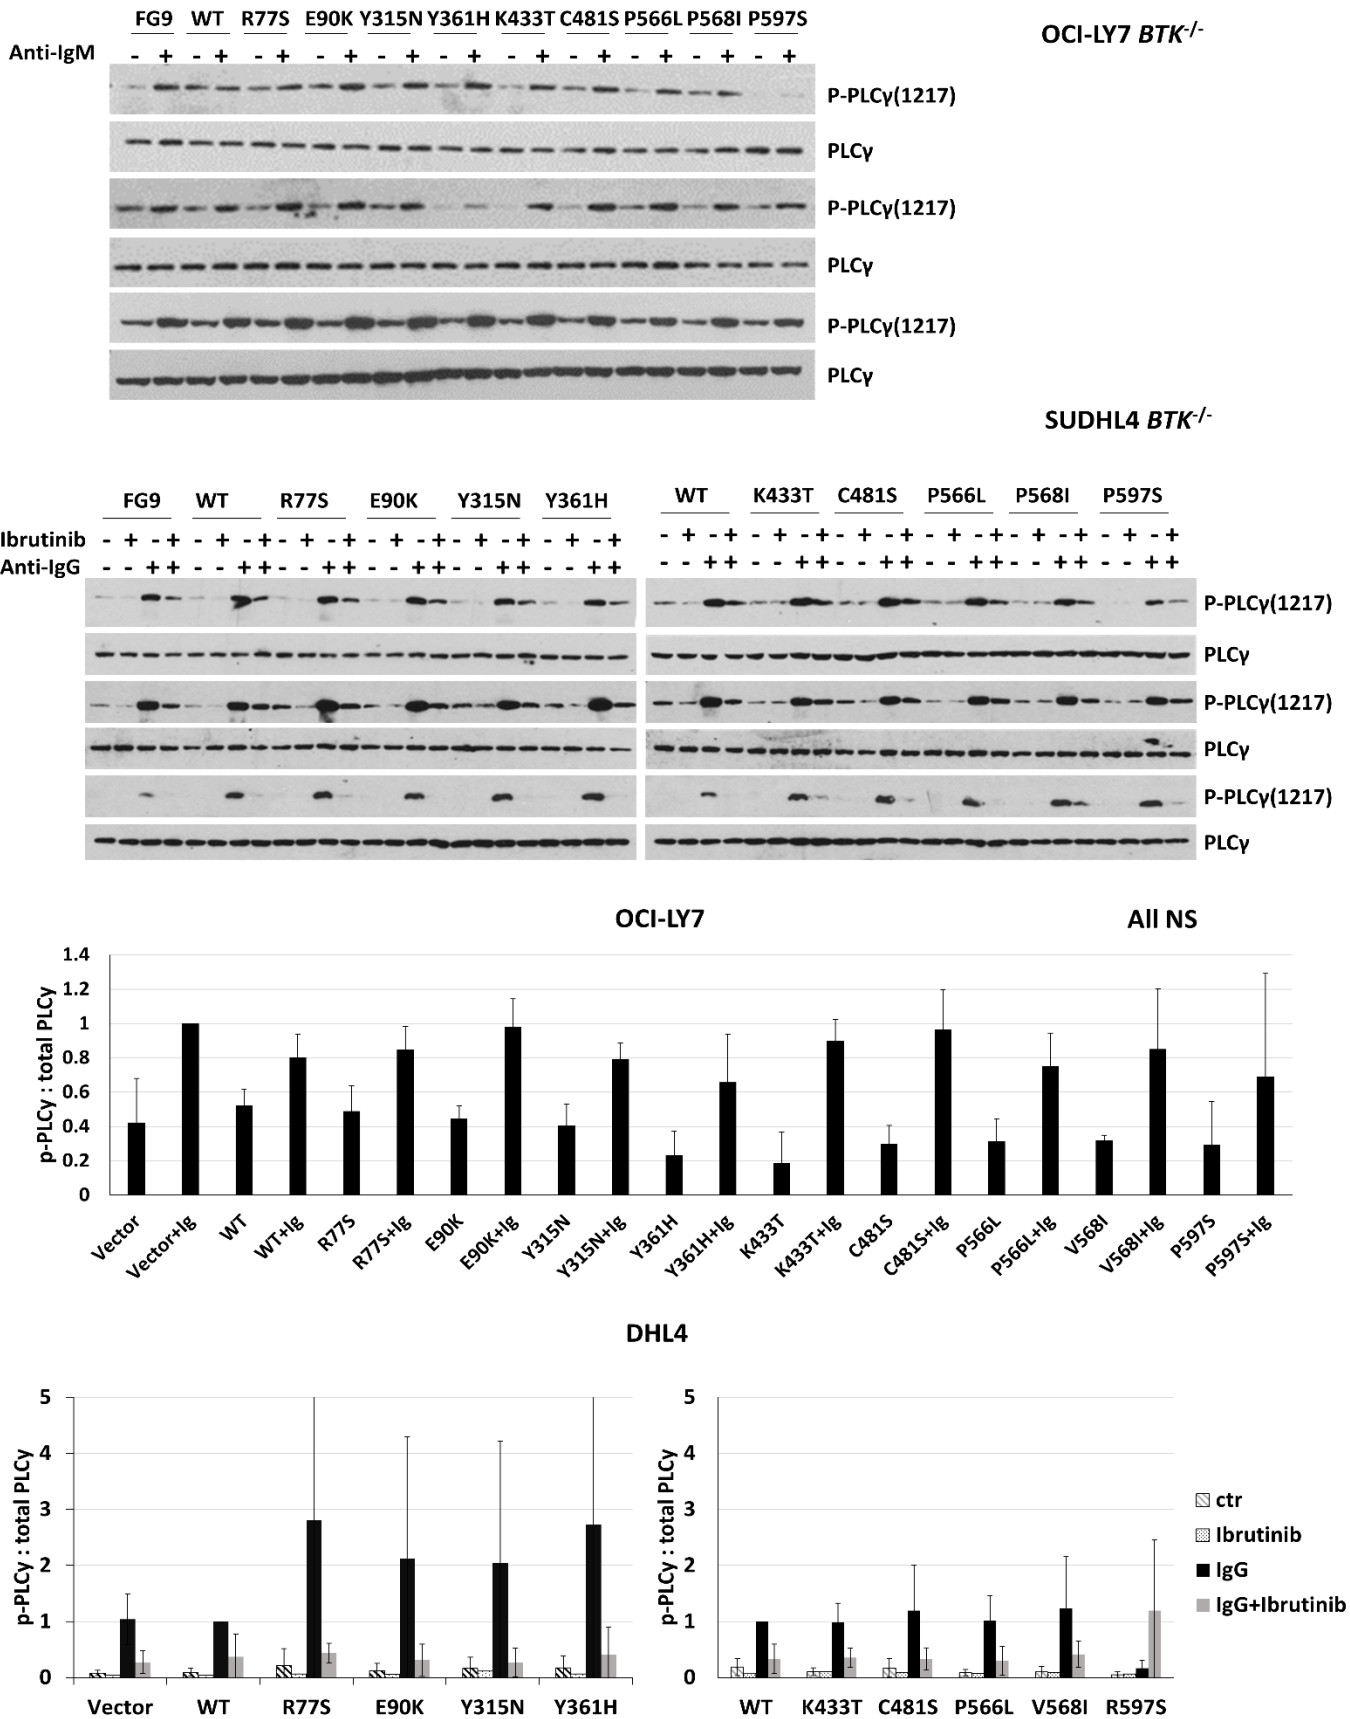 FG9 WT R77S E90K Y315N Y361H K433T C481S P566L P568I P597S
OCI-LY7 BTK-/-
Anti-IgM - + - + - + - + - + - + - + - + - + - + - +
P-PLCγ(1217)
PLCγ
P-PLCγ(1217)
PLCγ
P-PLCγ(1217)
PLCγ
SUDHL4 BTK-/-
FG9 WT R77S E90K Y315N Y361H
WT K433T C481S P566L P568I P597S
Ibrutinib - + - + - + - + - + - + - + - + - + - + - + - +
- + - + - + - + - + - + - + - + - + - + - + - +
Anti-IgG - - + + - - + + - - + + - - + + - - + + - - + +
- - + + - - + + - - + + - - + + - - + + - - + +
P-PLCγ(1217)
PLCγ
P-PLCγ(1217)
PLCγ
P-PLCγ(1217)
PLCγ
OCI-LY7
All NS
p-PLCy : total PLCy
1.4
1.2
1
0.8
0.6
0.4
0.2
0
Vector Vector+Ig WT WT+Ig R77S R77S+Ig E90K E90K+Ig Y315N Y315N+Ig Y361H Y361H+Ig K433T K433T+Ig C481S C481S+Ig P566L P566L+Ig V568I V568I+Ig P597S P597S+Ig
DHL4
p-PLCy : total PLCy
5
4
3
2
1
0
Vector WT R77S E90K Y315N Y361H
p-PLCy : total PLCy
5
4
3
2
1
0
WT K433T C481S P566L V568I R597S
ctr
Ibrutinib
IgG
IgG+Ibrutinib